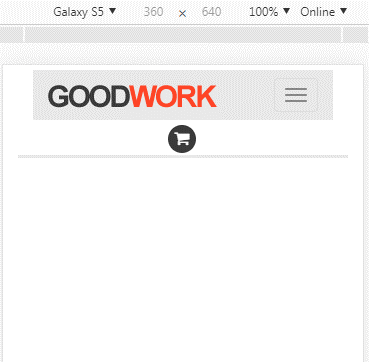 Galaxy S5 ▼ 360 × 640 100% ▼ Online ▼
GOODWORK